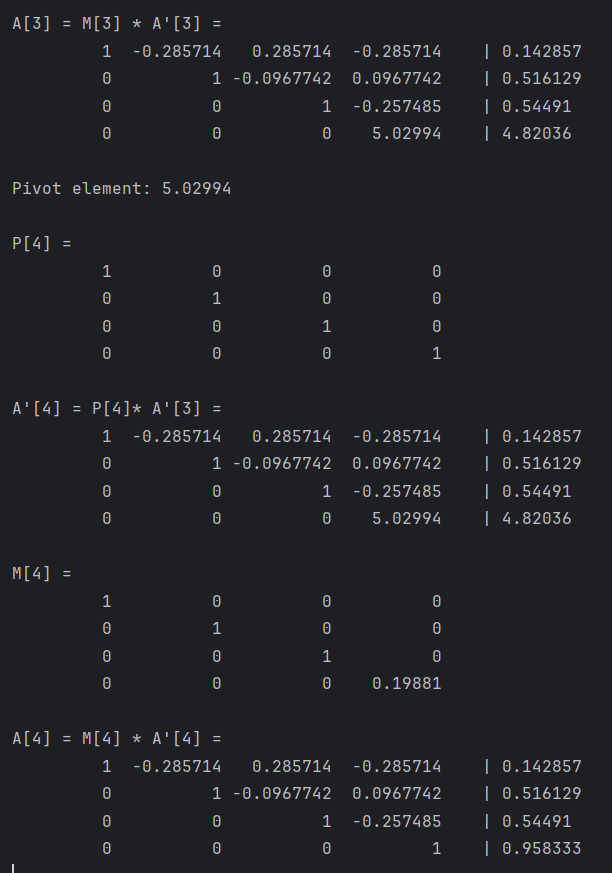 A[3] = M[3] * A'[3] =
1 -0.285714 0.285714 -0.285714 | 0.142857
0 1 -0.0967742 0.0967742 | 0.516129
0 0 1 -0.257485 | 0.54491
0 0 0 5.02994 | 4.82036
Pivot element: 5.02994
P[4] =
1 0 0 0
0 1 0 0
0 0 1 0
0 0 0 1
A'[4] = P[4]* A'[3] =
1 -0.285714 0.285714 -0.285714 | 0.142857
0 1 -0.0967742 0.0967742 | 0.516129
0 0 1 -0.257485 | 0.54491
0 0 0 5.02994 | 4.82036
M[4] =
1 0 0 0
0 1 0 0
0 0 1 0
0 0 0 0.19881
A[4] = M[4] * A'[4] =
1 -0.285714 0.285714 -0.285714 | 0.142857
0 1 -0.0967742 0.0967742 | 0.516129
0 0 1 -0.257485 | 0.54491
0 0 0 1 | 0.958333